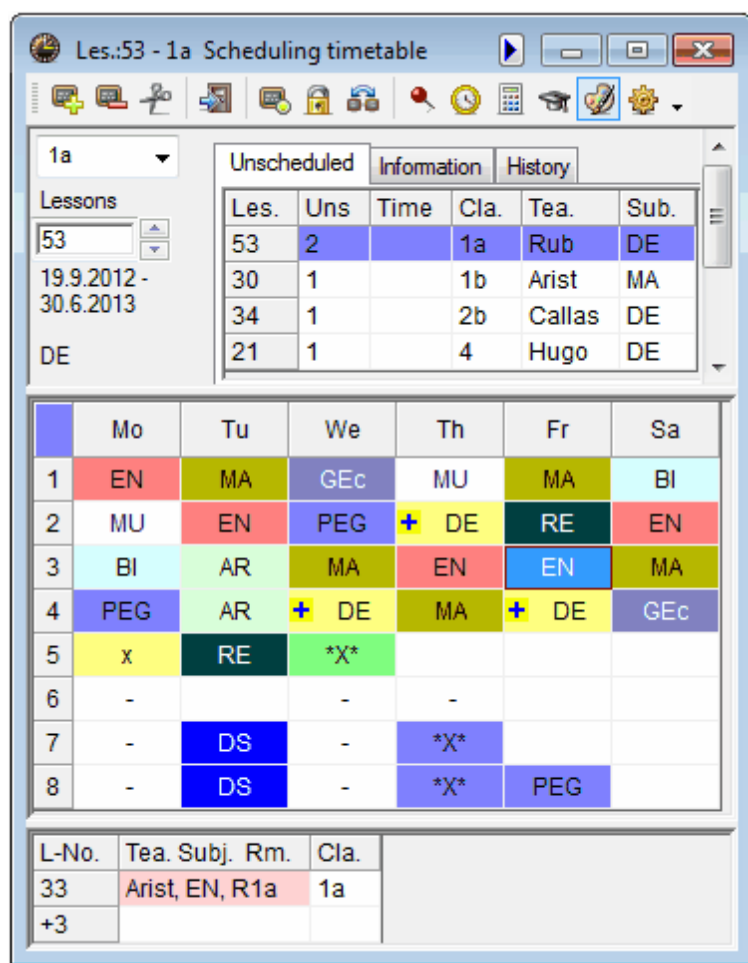 Les.:53 - 1a Scheduling timetable
1a
Unscheduled Information History
Lessons
53
19.9.2012 -
30.6.2013
DE
Les. Uns Time Cla. Tea. Sub.
53 2 1a Rub DE
30 1 1b Arist MA
34 1 2b Callas DE
21 1 4 Hugo DE
Mo Tu We Th Fr Sa
1 EN MA GEc MU MA BI
2 MU EN PEG + DE RE EN
3 BI AR MA EN EN MA
4 PEG AR + DE MA + DE GEc
5 x RE *X*
6 - - -
7 - DS - *X*
8 - DS - *X* PEG
L-No. Tea. Subj. Rm. Cla.
33 Arist, EN, R1a 1a
+3